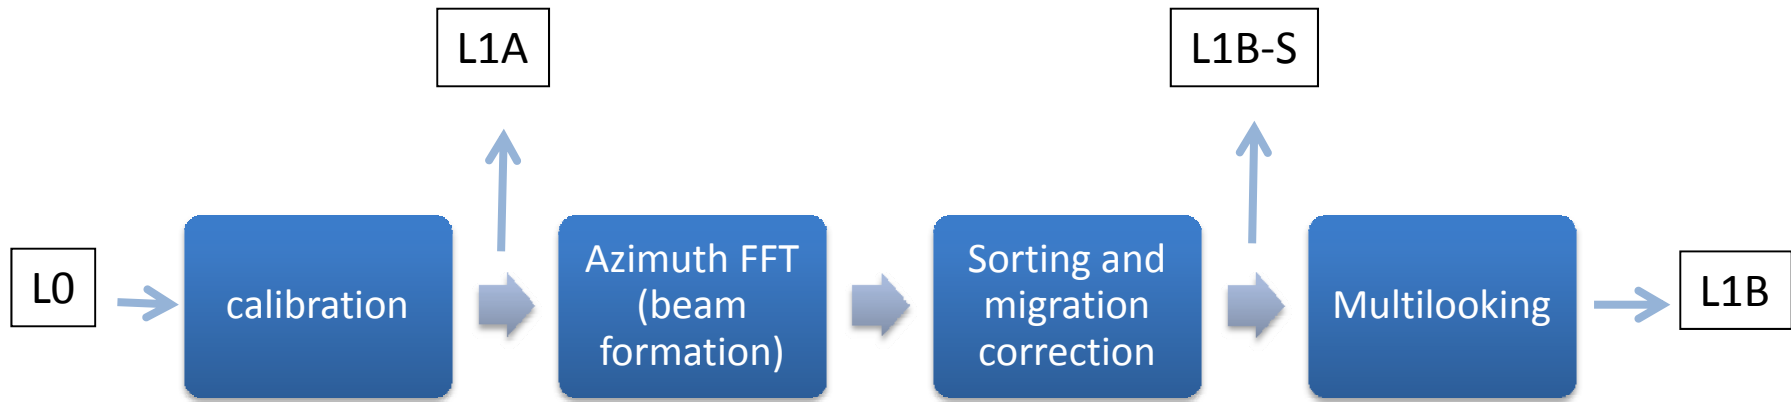 L1A
L1B-S
L0
calibration
Azimuth FFT
(beam
formation)
Sorting and
migration
correction
Multilooking
L1B